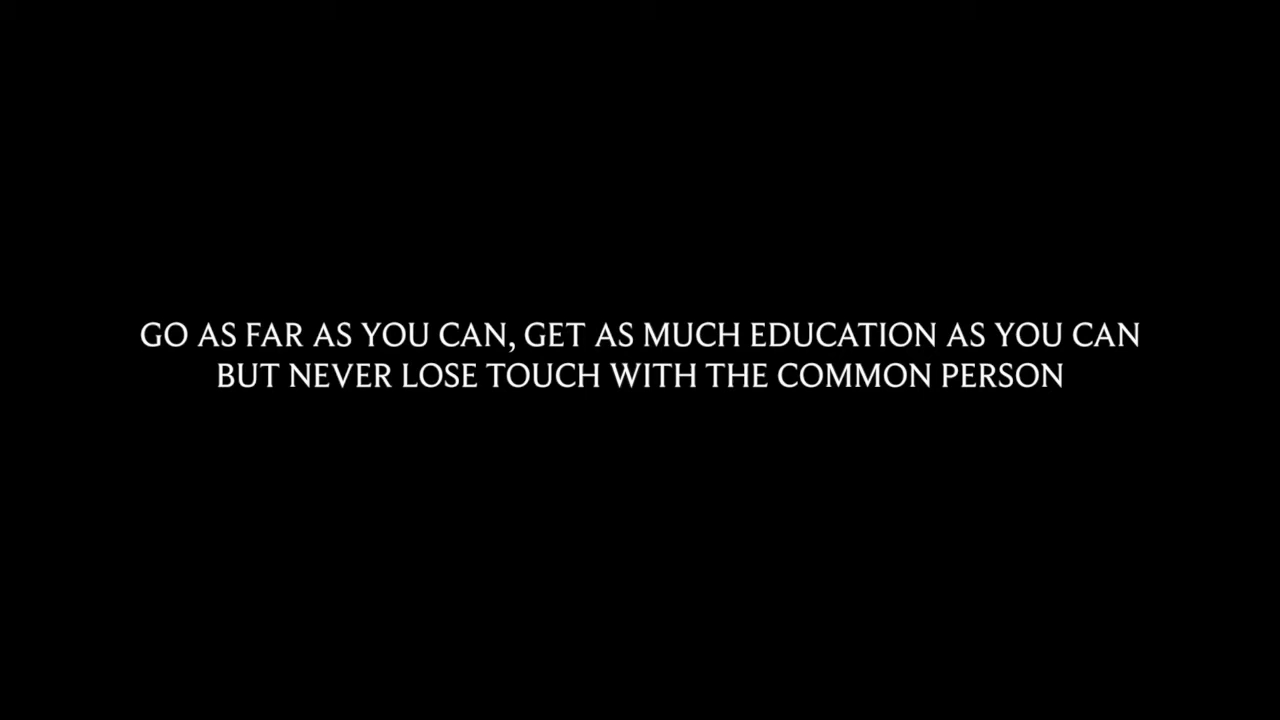 GO AS FAR AS YOU CAN, GET AS MUCH EDUCATION AS YOU CAN
BUT NEVER LOSE TOUCH WITH THE COMMON PERSON